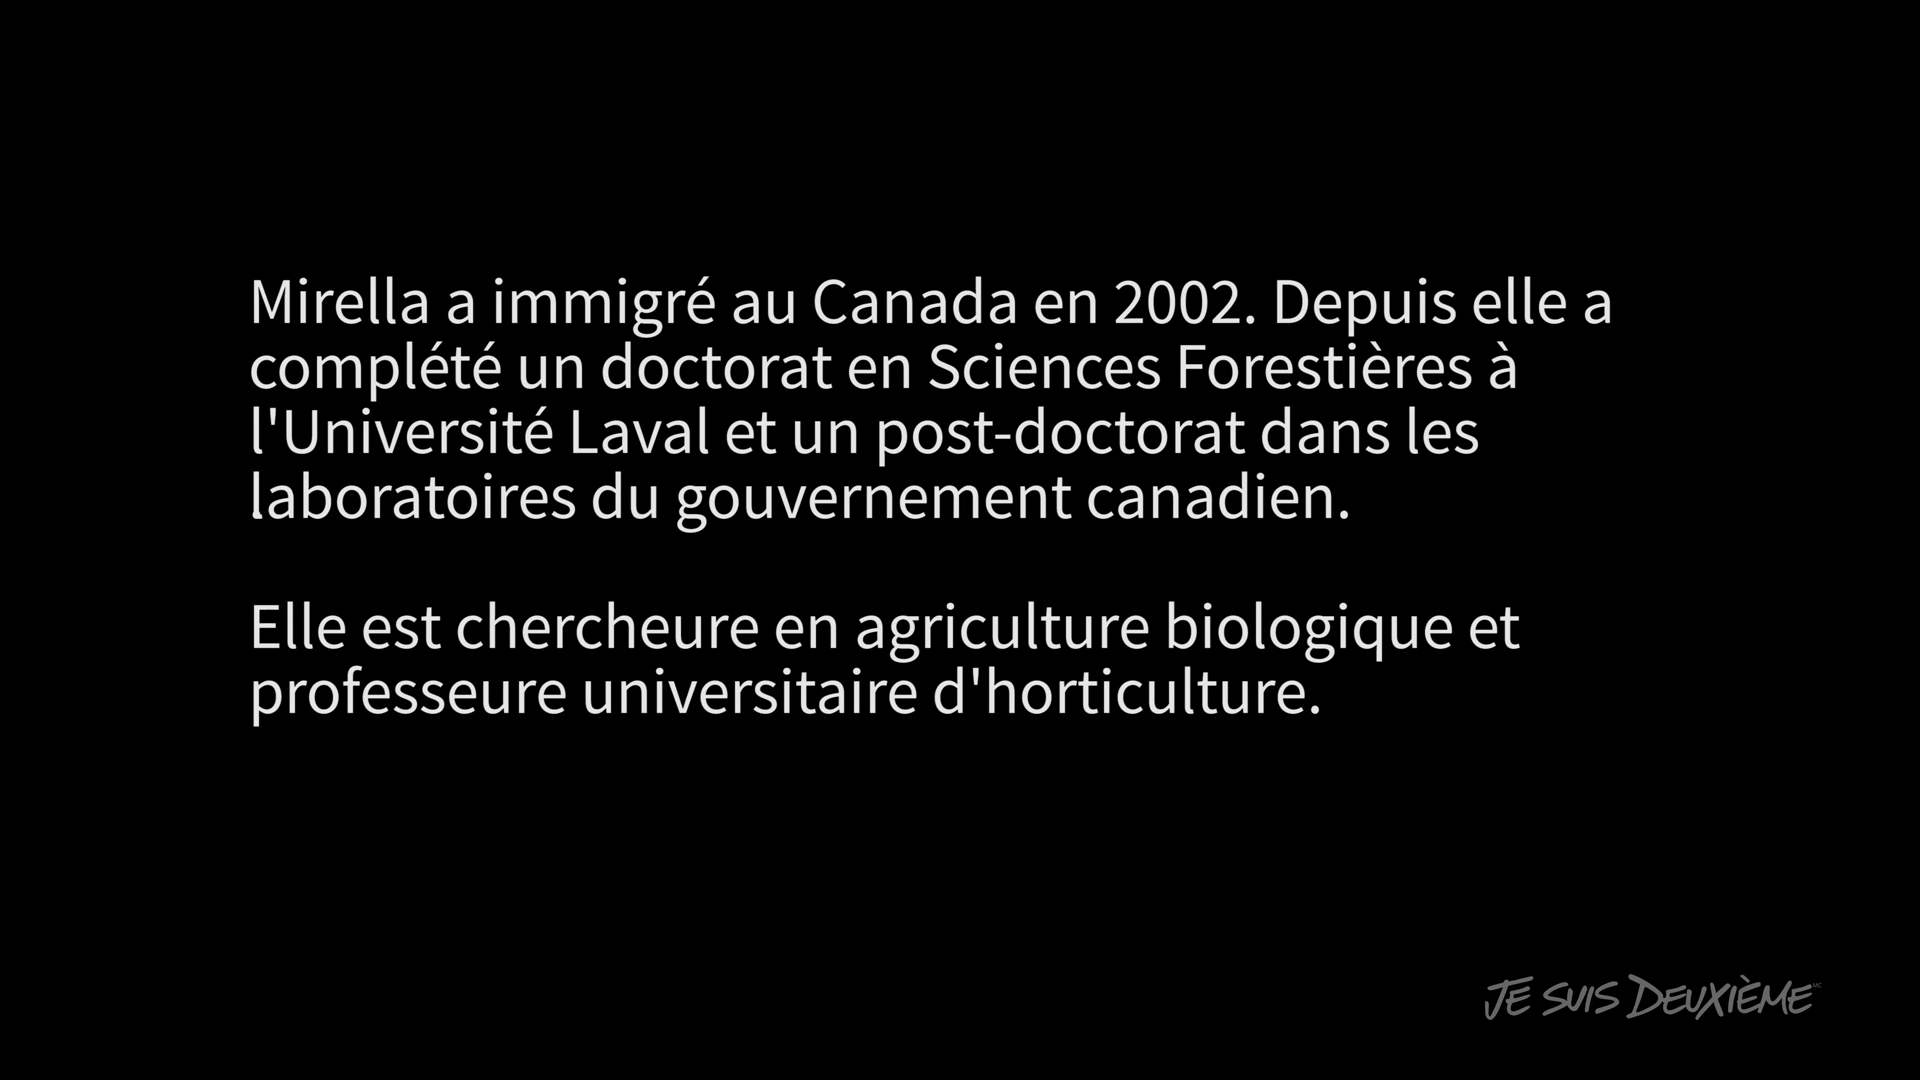 Mirella a immigré au Canada en 2002. Depuis elle a
complété un doctorat en Sciences Forestières à
l'Université Laval et un post-doctorat dans les
laboratoires du gouvernement canadien.
Elle est chercheure en agriculture biologique et
professeure universitaire d'horticulture.
JE SUIS DEUXIÈME MC